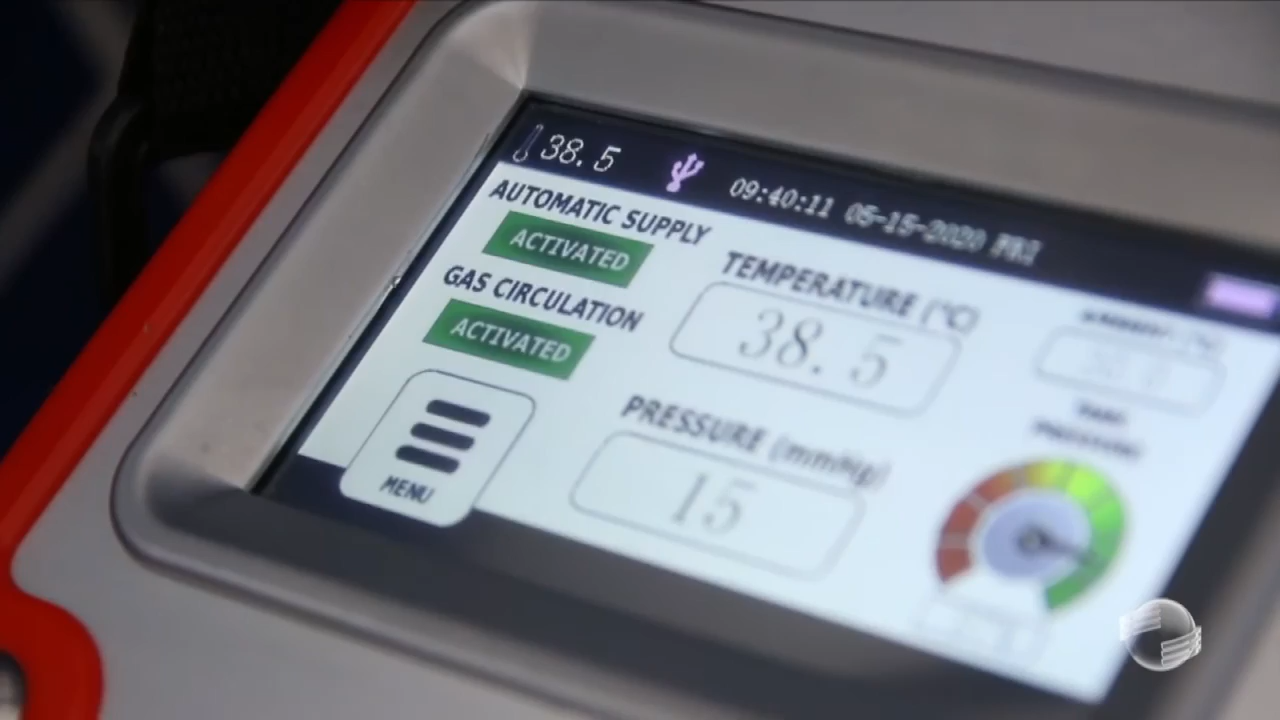 38.5
09:40:11 05-15-2020 FRI
AUTOMATIC SUPPLY
ACTIVATED
GAS CIRCULATION
ACTIVATED
MENU
TEMPERATURE (°C)
38.5
PRESSURE (mmHg)
15
PRESSURE